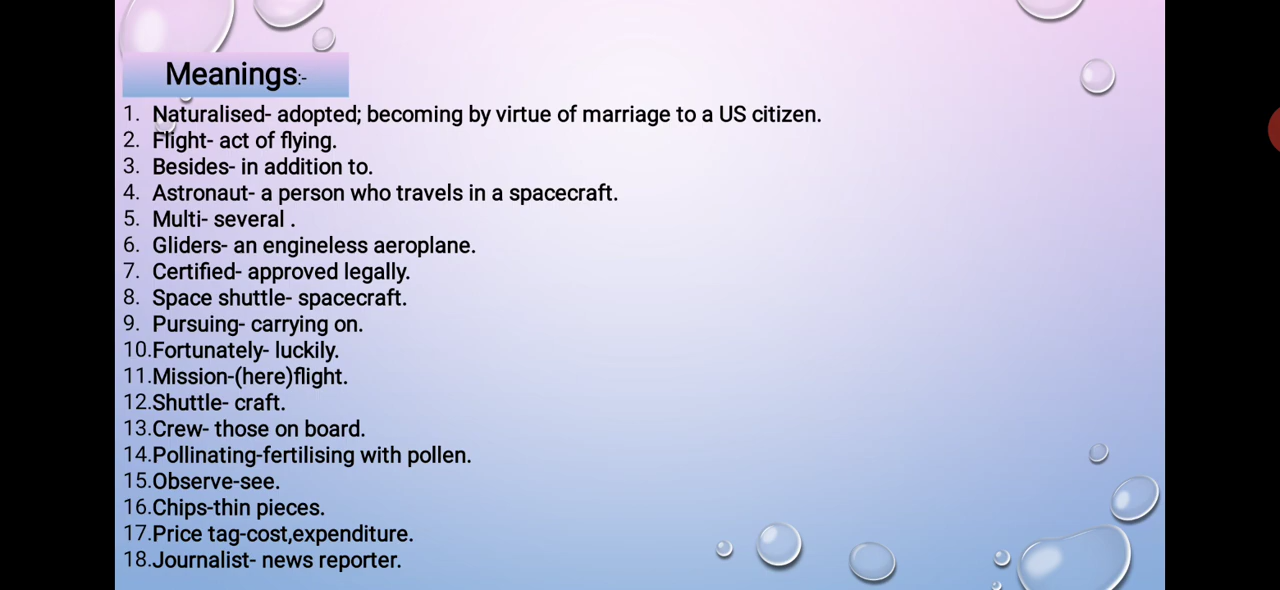 Meanings:-
1. Naturalised- adopted; becoming by virtue of marriage to a US citizen.
2. Flight- act of flying.
3. Besides- in addition to.
4. Astronaut- a person who travels in a spacecraft.
5. Multi- several .
6. Gliders- an engineless aeroplane.
7. Certified- approved legally.
8. Space shuttle- spacecraft.
9. Pursuing- carrying on.
10.Fortunately- luckily.
11.Mission-(here)flight.
12.Shuttle- craft.
13.Crew- those on board.
14.Pollinating-fertilising with pollen.
15.Observe-see.
16.Chips-thin pieces.
17.Price tag-cost,expenditure.
18.Journalist- news reporter.